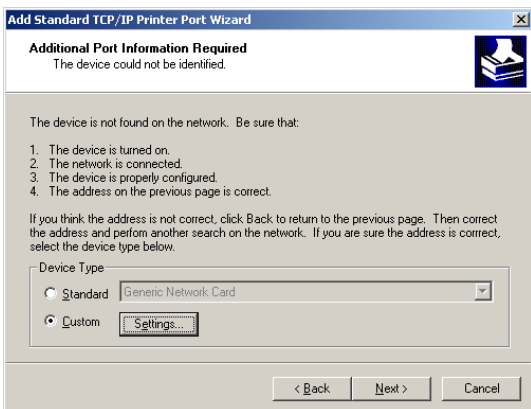 Add Standard TCP/IP Printer Port Wizard
Additional Port Information Required
The device could not be identified.
The device is not found on the network. Be sure that:
1. The device is turned on.
2. The network is connected.
3. The device is properly configured.
4. The address on the previous page is correct.
If you think the address is not correct, click Back to return to the previous page. Then correct
the address and perfom another search on the network. If you are sure the address is correct,
select the device type below.
Device Type
Standard Generic Network Card
Custom Settings...
< Back Next > Cancel